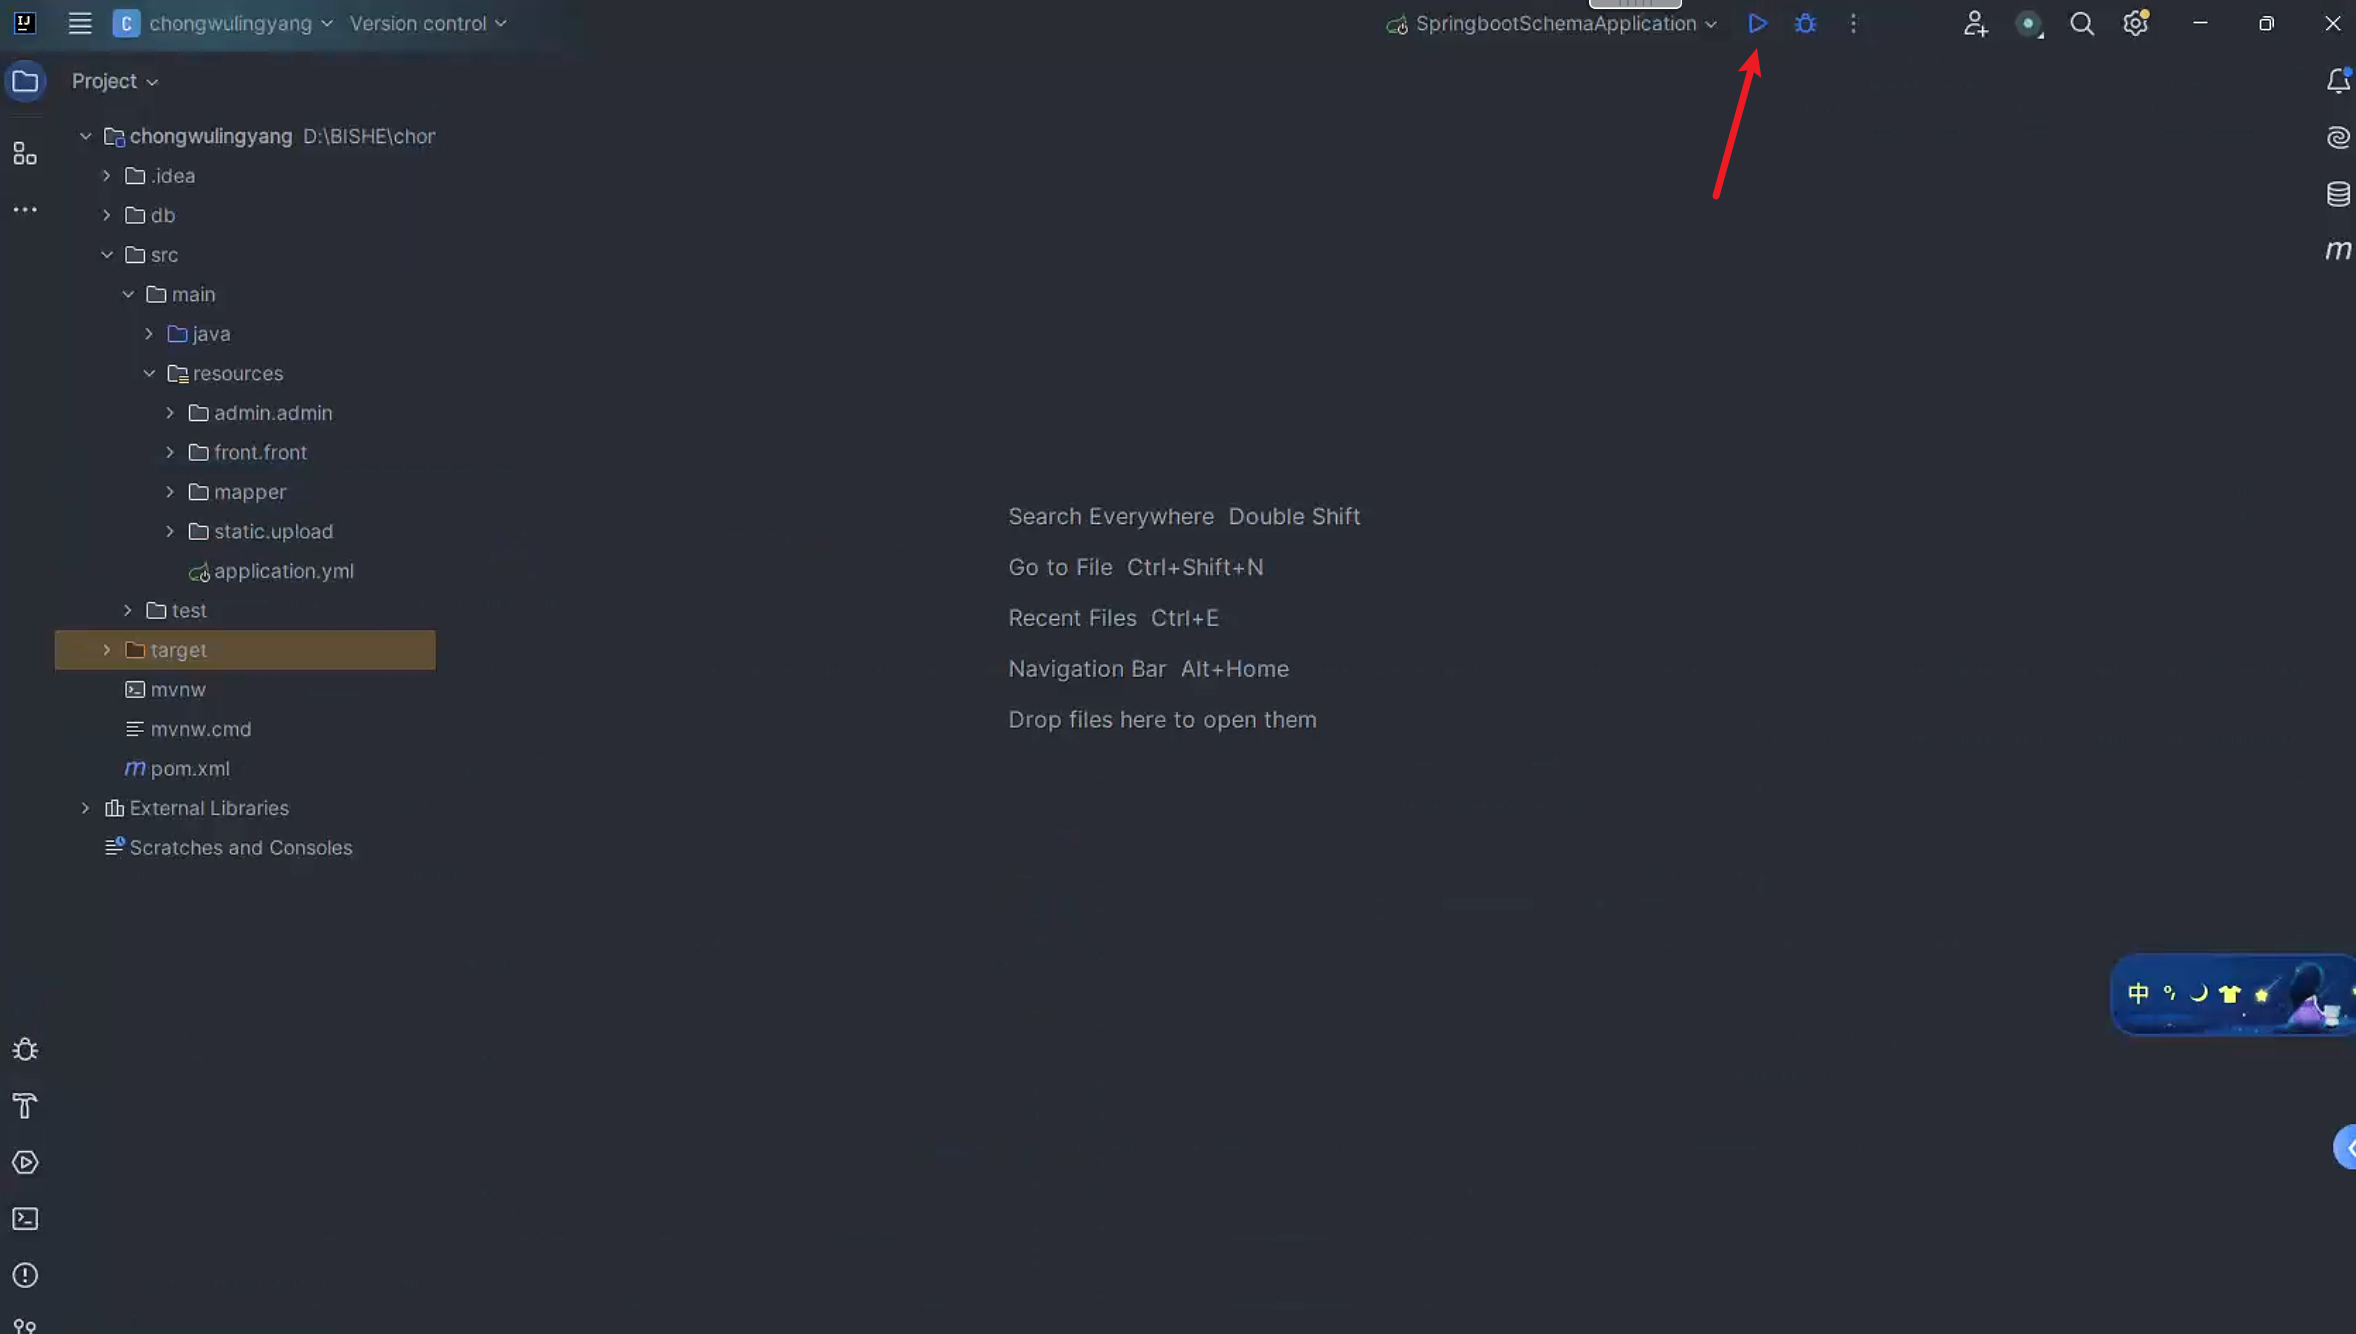 C chongwulingyang Version control SpringbootSchemaApplication
Project
chongwulingyang D:\BISHE\chor
.idea
db
src
main
java
resources
admin.admin
front.front
mapper
static.upload
application.yml
test
target
mvnw
mvnw.cmd
m pom.xml
External Libraries
Scratches and Consoles
Search Everywhere Double Shift
Go to File Ctrl+Shift+N
Recent Files Ctrl+E
Navigation Bar Alt+Home
Drop files here to open them
m
中